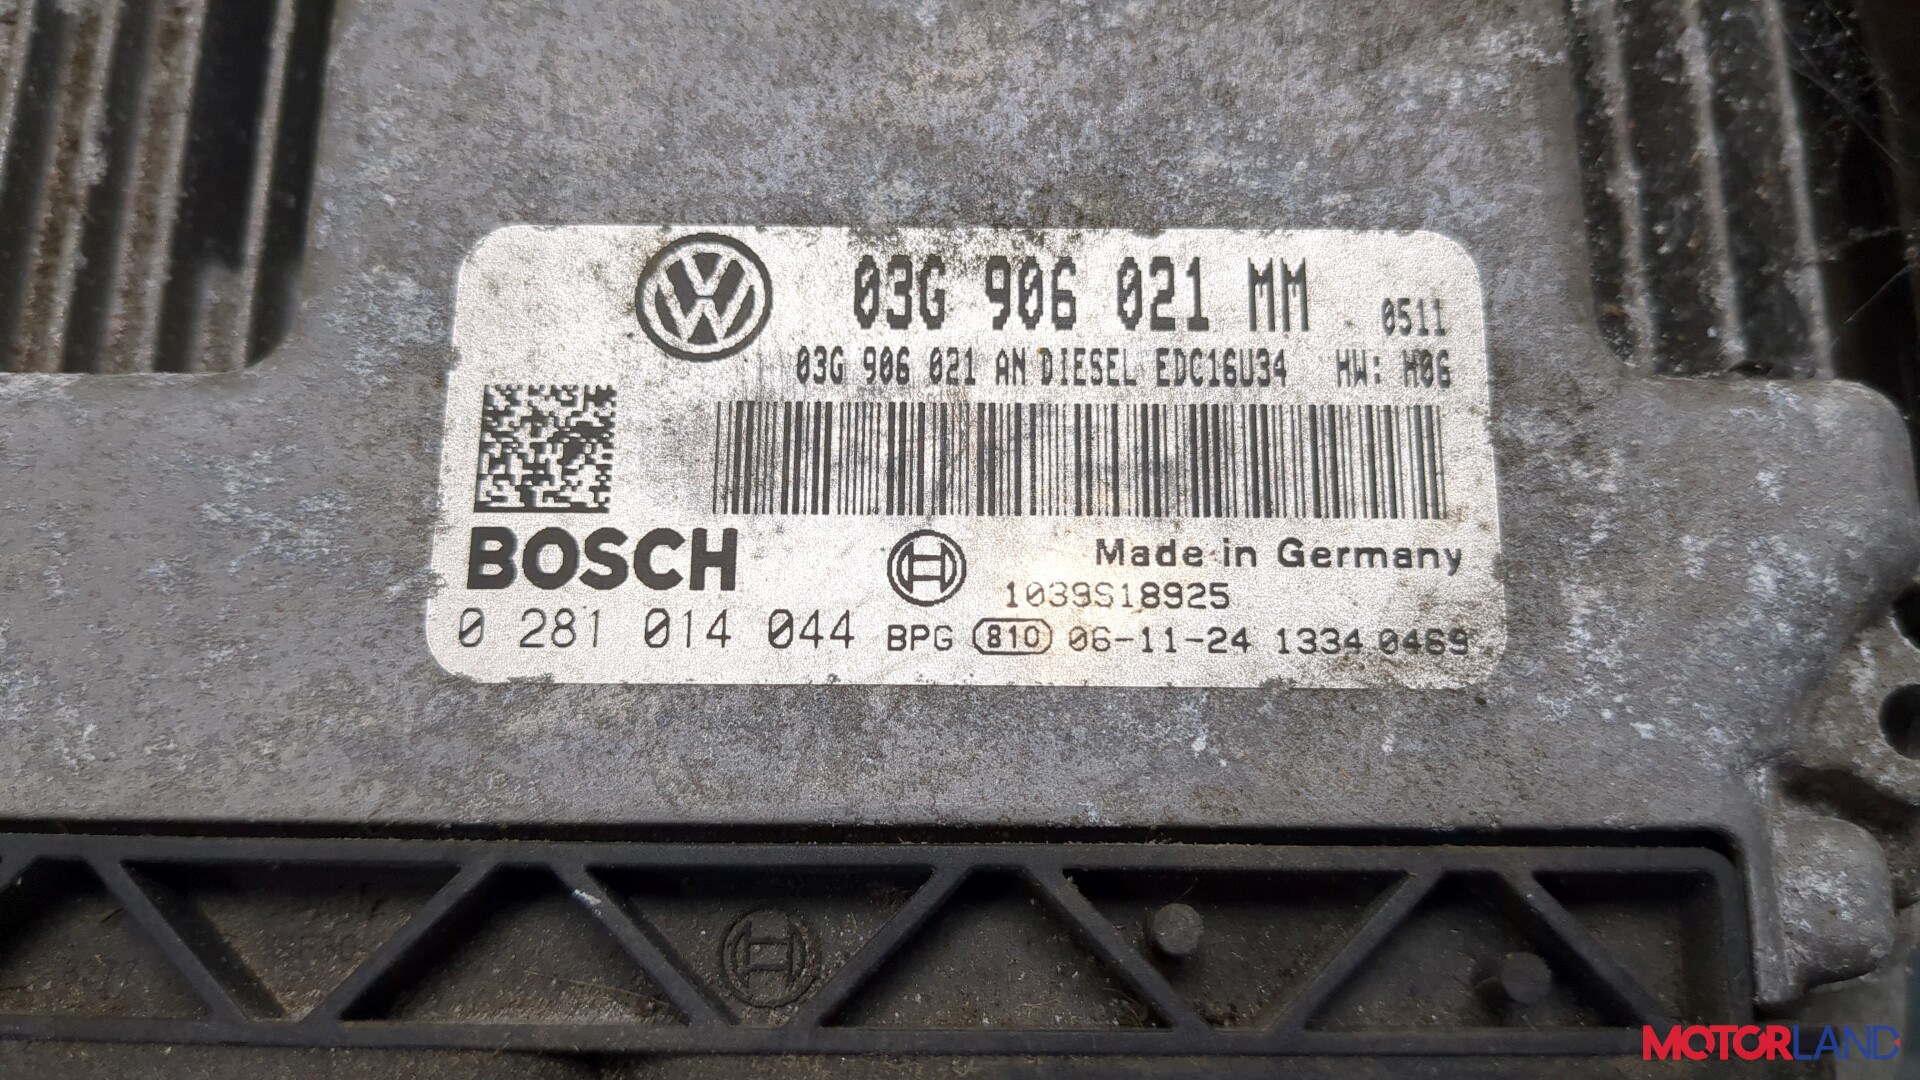 03G 906 021 MM 0511
03G 906 021 AN DIESEL EDC16U34 HW: H06
BOSCH
Made in Germany
1039S18925
0 281 014 044 BPG 810 06-11-24 1334 0469
MOTORLAND